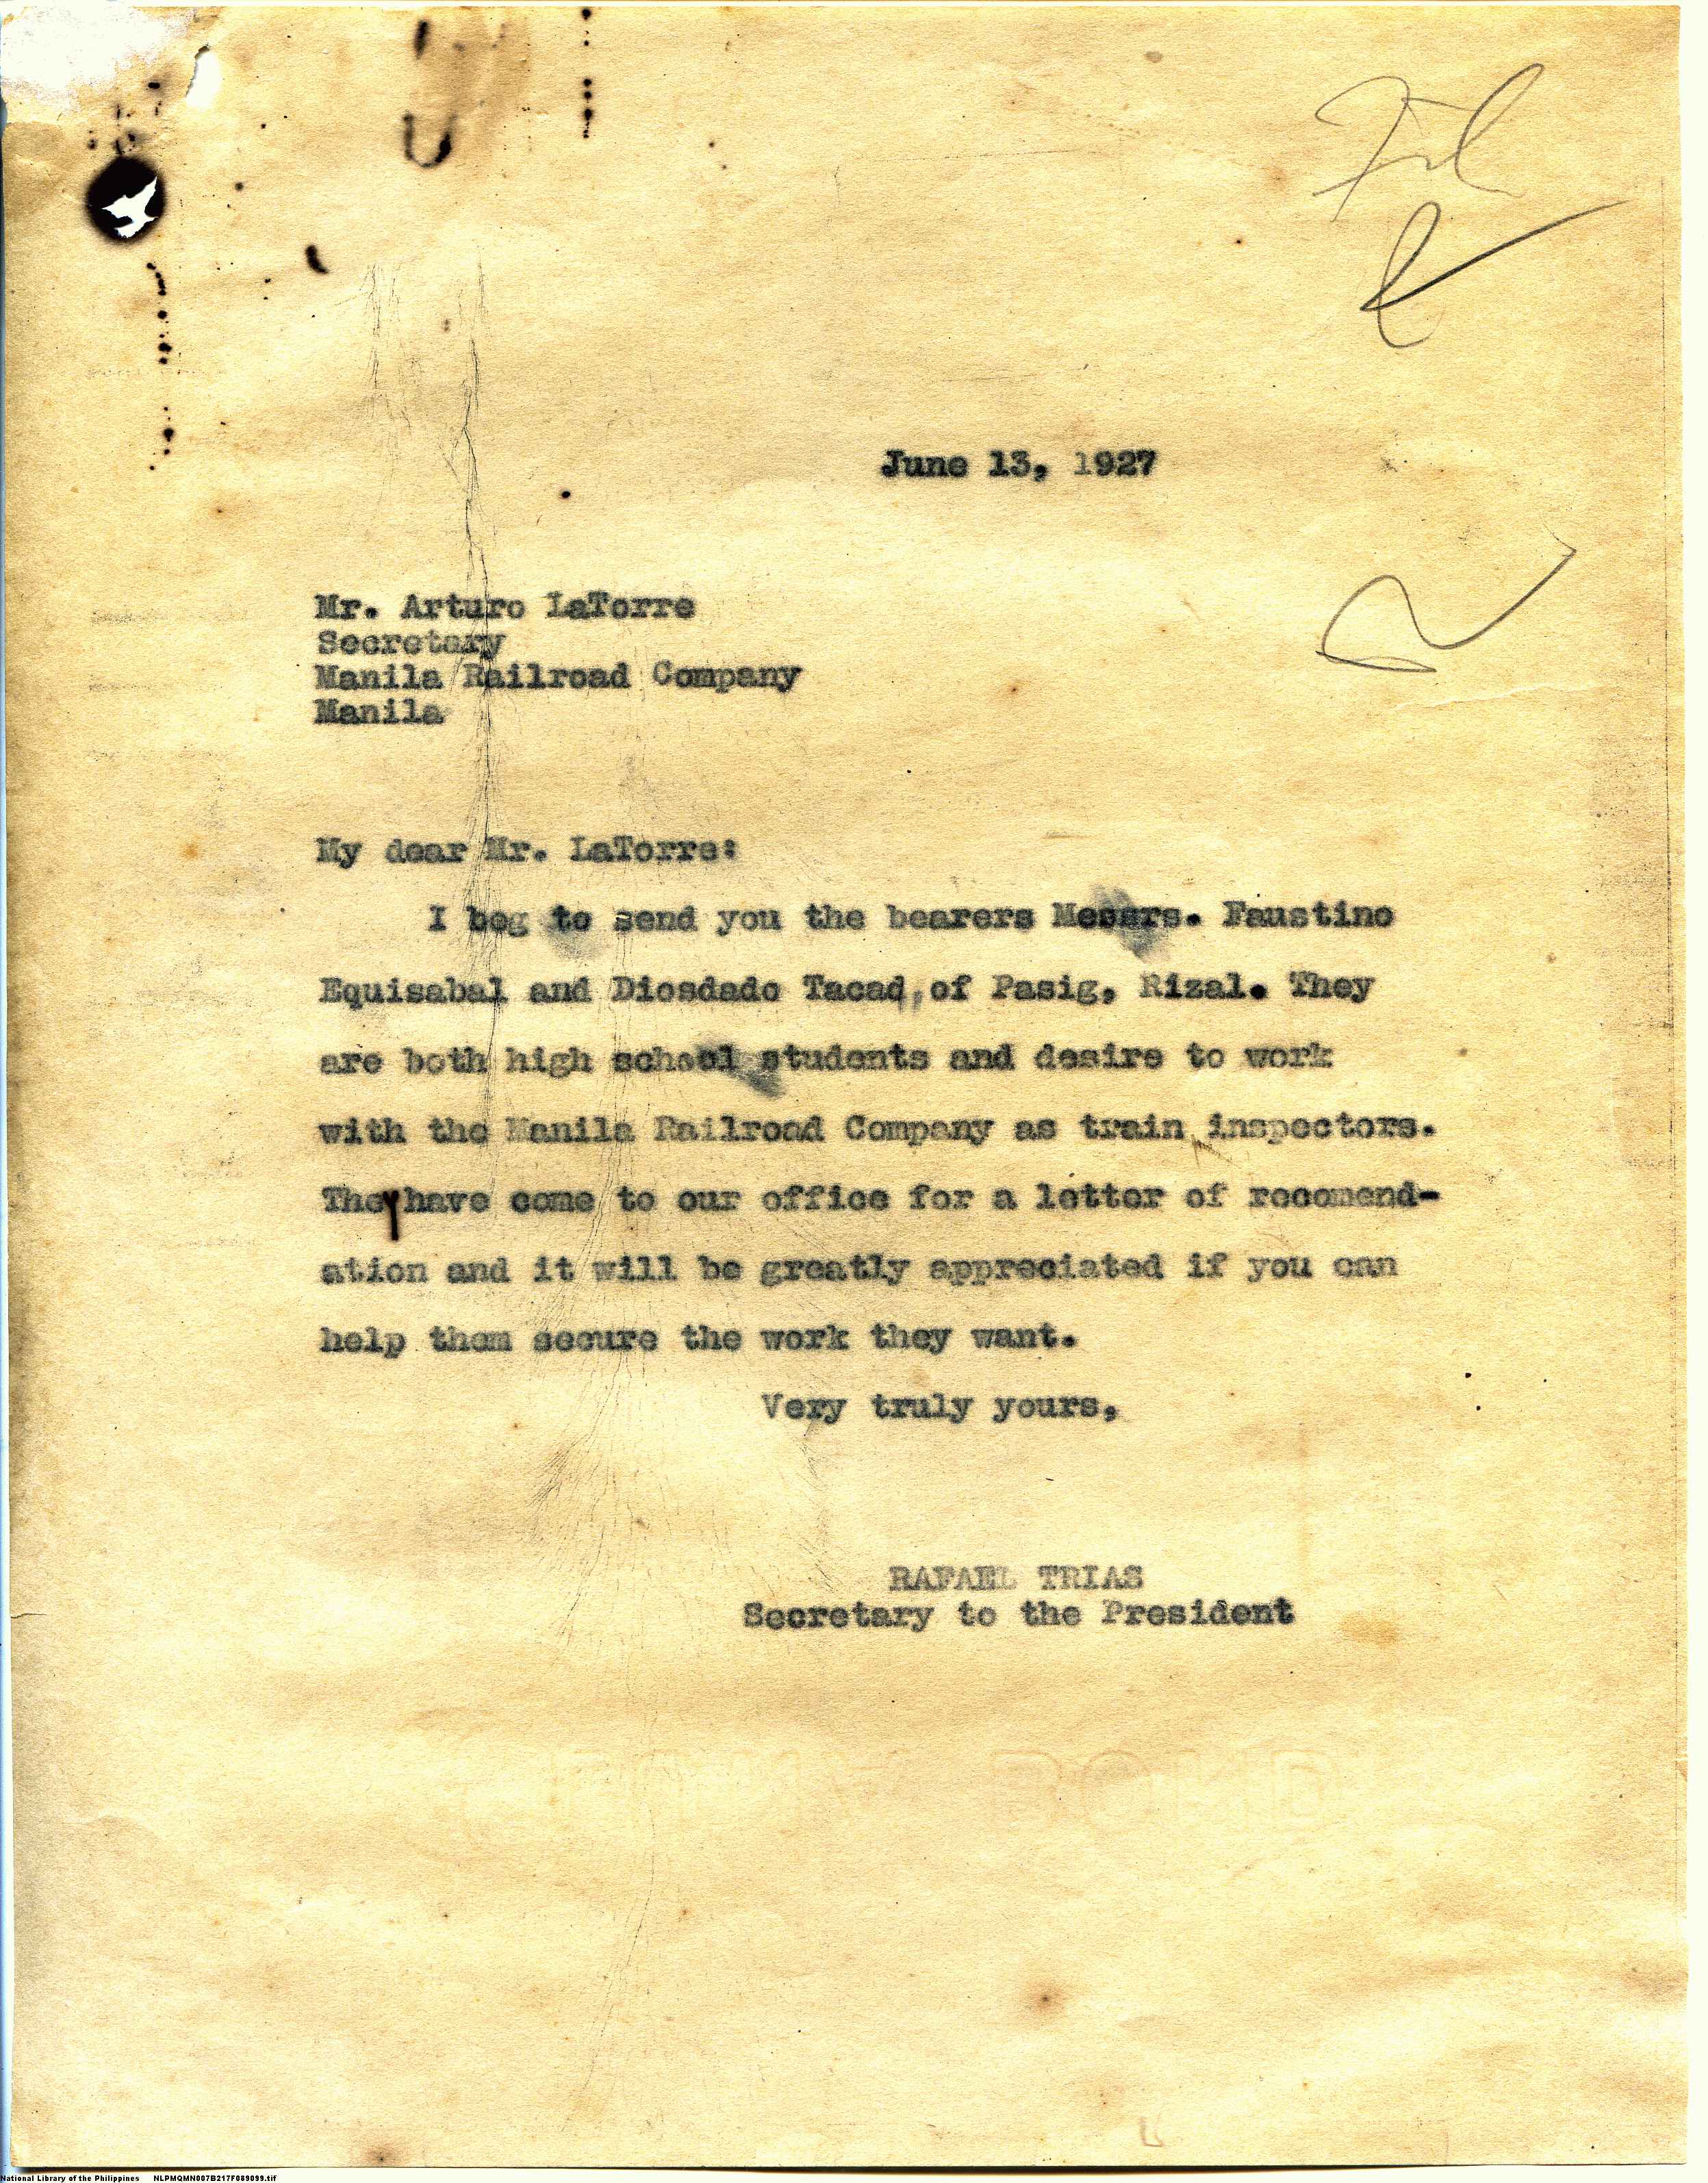 June 13, 1927
Mr. Arturo LaTorre
Secretary
Manila Railroad Company
Manila
My dear Mr. LaTorre:
I beg to send you the bearers Messrs. Faustino
Equisabal and Diosdado Tacad, of Pasig, Rizal. They
are both high school students and desire to work
with the Manila Railroad Company as train inspectors.
They have come to our office for a letter of recomend-
ation and it will be greatly appreciated if you can
help them secure the work they want.
Very truly yours,
RAFAEL TRIAS
Secretary to the President
BOND
National Library of the Philippines NLPMQMN007B217F089099.tif